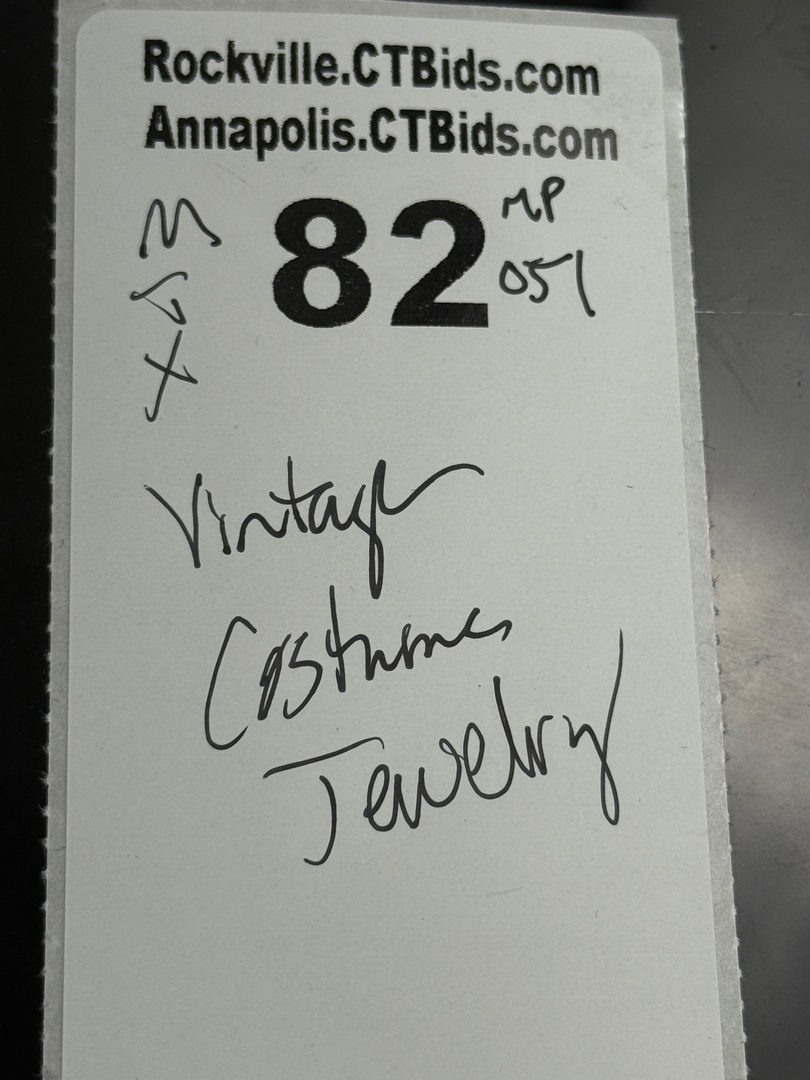 Rockville.CTBids.com
Annapolis.CTBids.com
82
MP
051
Vintage
Costume
Jewelry